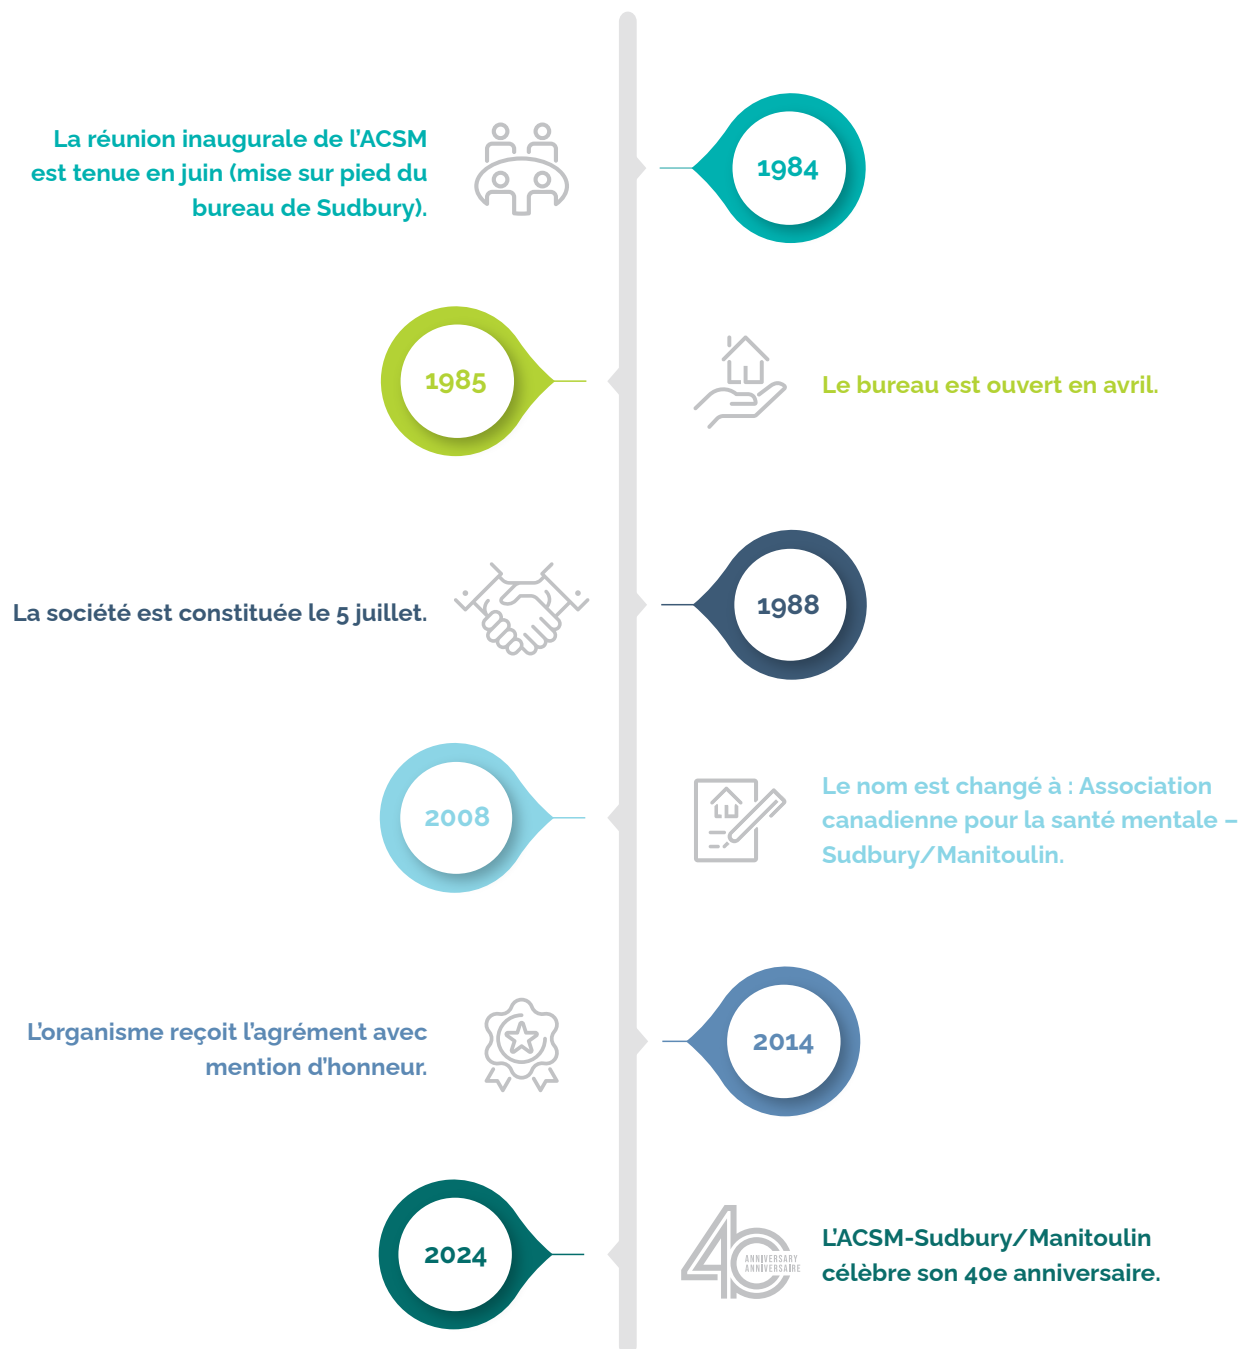 La réunion inaugurale de l’ACSM
est tenue en juin (mise sur pied du
bureau de Sudbury).
1984
1985
Le bureau est ouvert en avril.
La société est constituée le 5 juillet.
1988
2008
Le nom est changé à : Association
canadienne pour la santé mentale –
Sudbury/Manitoulin.
L’organisme reçoit l’agrément avec
mention d’honneur.
2014
2024
40
ANNIVERSARY
ANNIVERSAIRE
L’ACSM-Sudbury/Manitoulin
célèbre son 40e anniversaire.